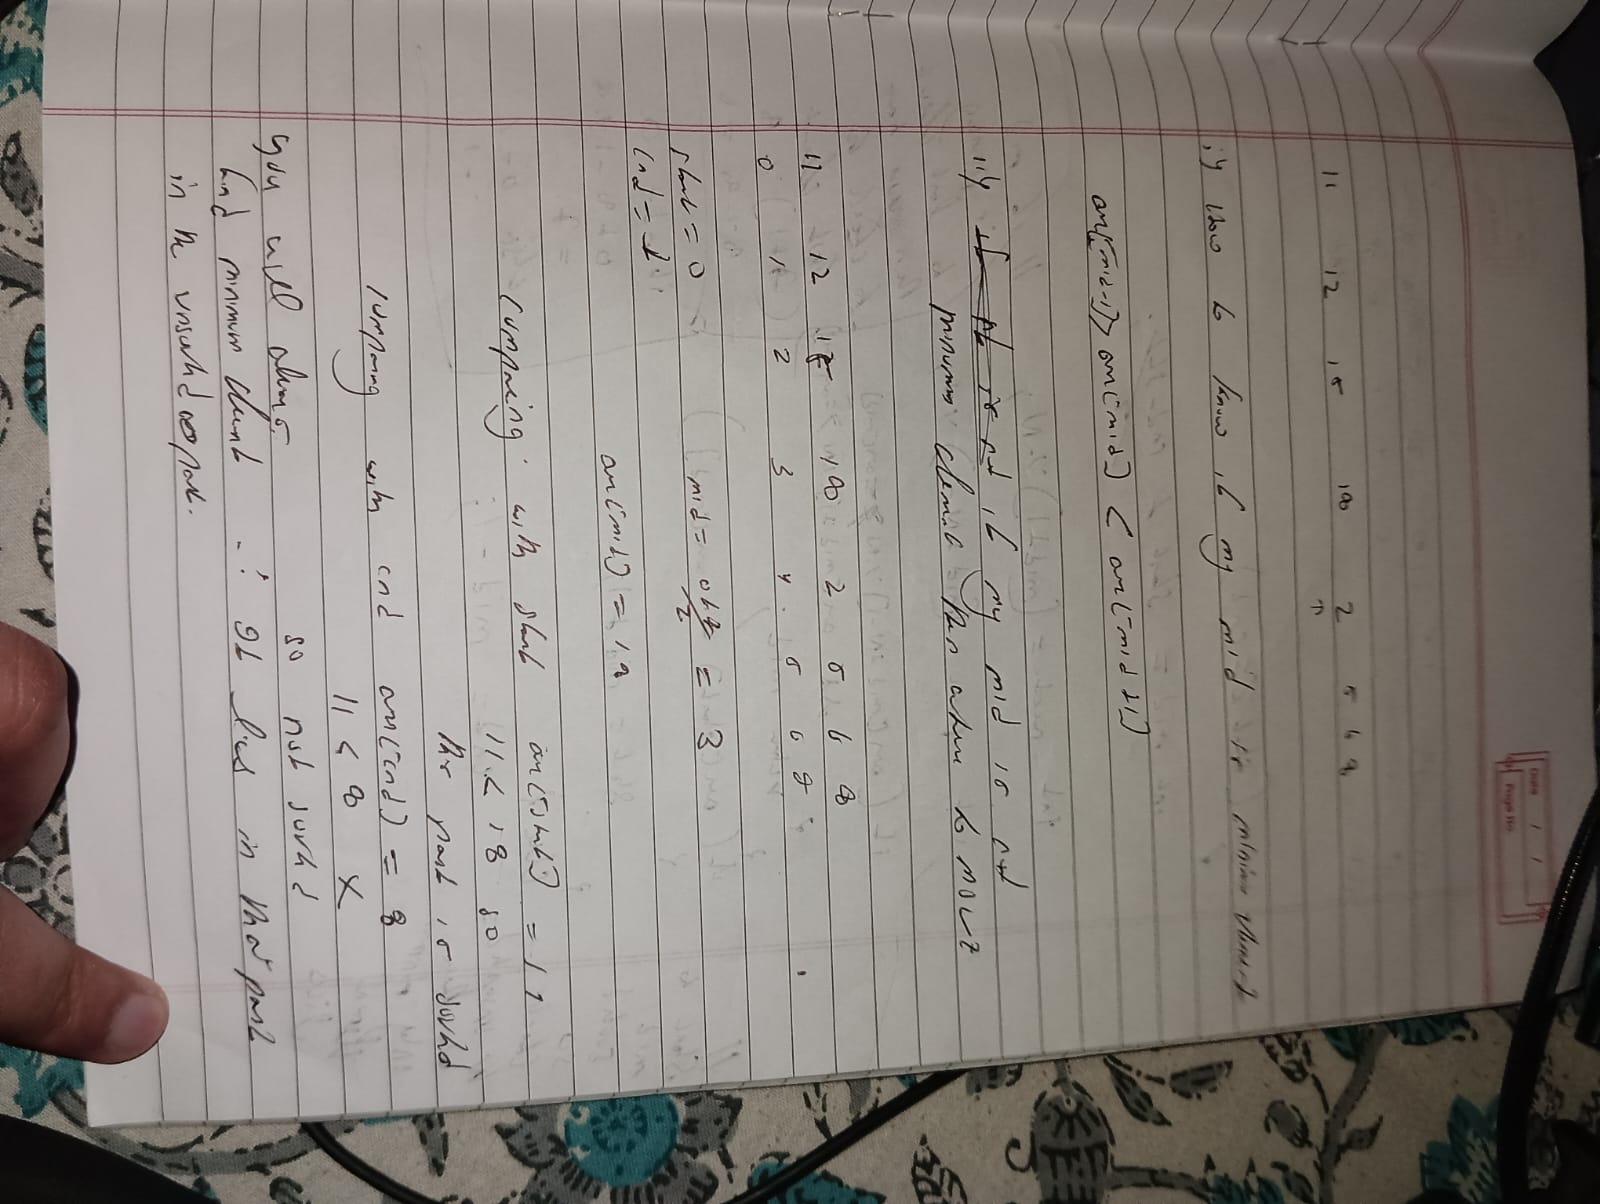 Date / /
Page No.
11 12 15 18 2 5 6 8
↑
i) how to know if my mid is minimum element
arr[mid-1] > arr[mid] < arr[mid+1]
ii) if my mid is not
minimum element then where to move?
11 12 15 18 2 5 6 8
0 1 2 3 4 5 6 7
start = 0
end = 7
mid = 0+7/2 = 3
arr[mid] = 18
Comparing with start arr[start] = 11
11 < 18 so
this part is sorted
comparing with end arr[end] = 8
11 < 8 X
so not sorted
you will always
find minimum element ∴ It lies in that part
in the unsorted part.